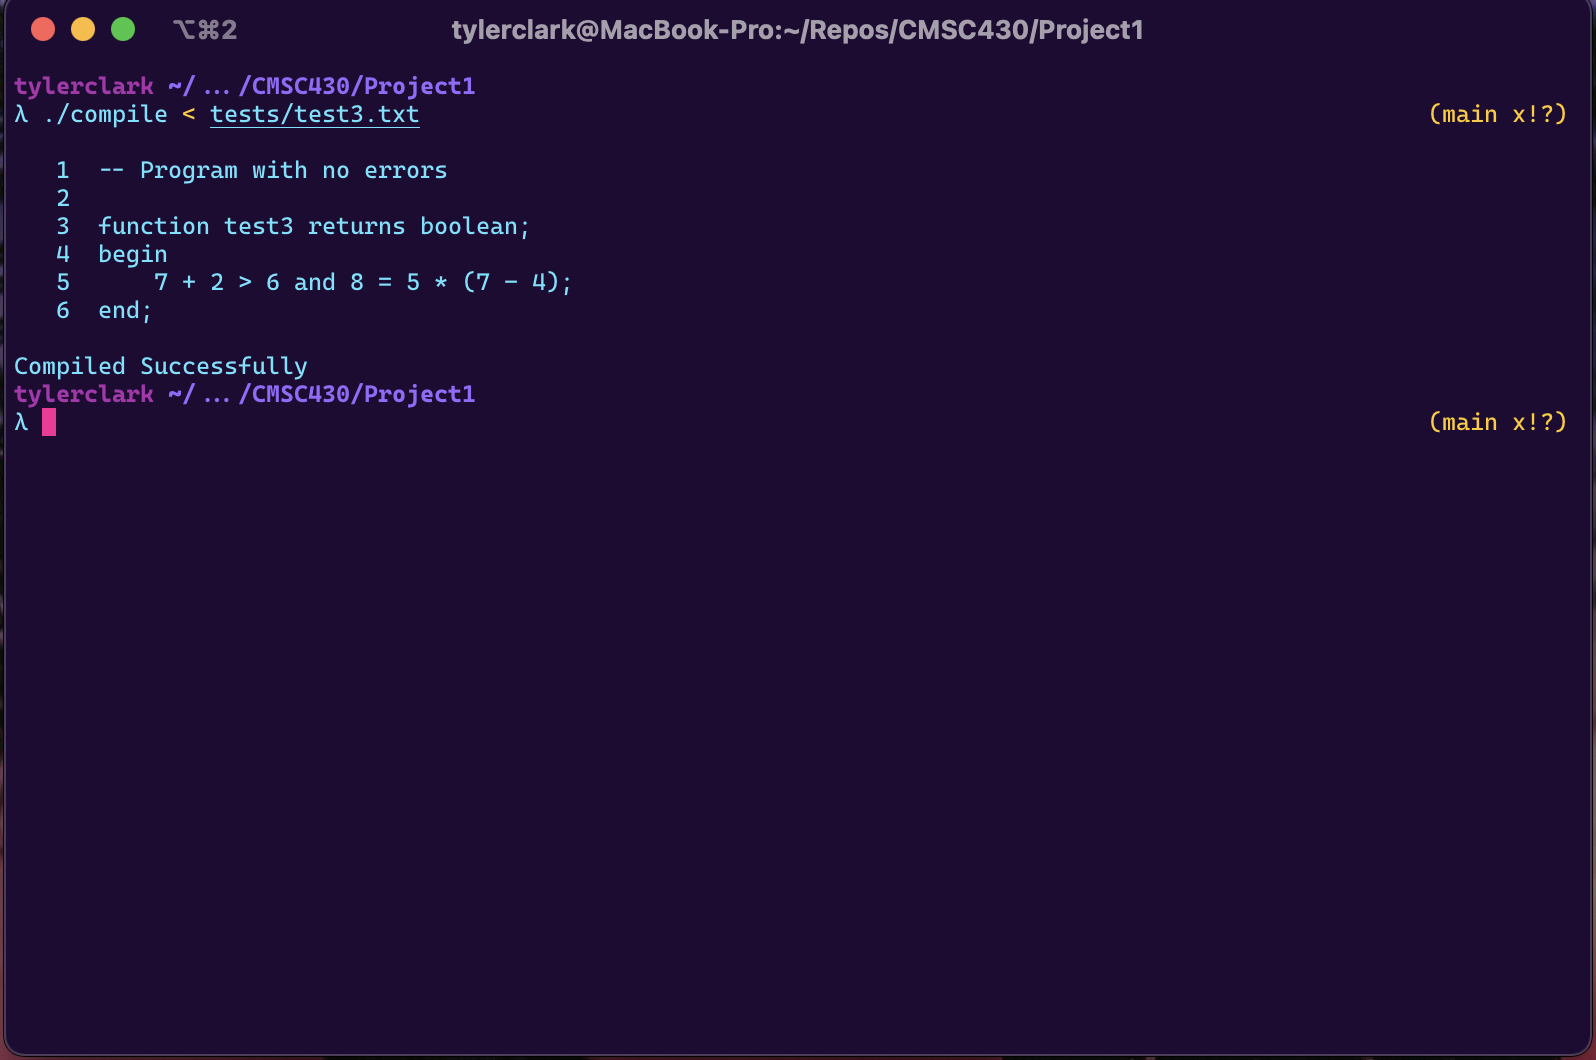 ⌥⌘2 tylerclark@MacBook-Pro:~/Repos/CMSC430/Project1
tylerclark ~/.../CMSC430/Project1
λ ./compile < tests/test3.txt (main x!?)
1 -- Program with no errors
2
3 function test3 returns boolean;
4 begin
5 7 + 2 > 6 and 8 = 5 * (7 - 4);
6 end;
Compiled Successfully
tylerclark ~/.../CMSC430/Project1
λ (main x!?)